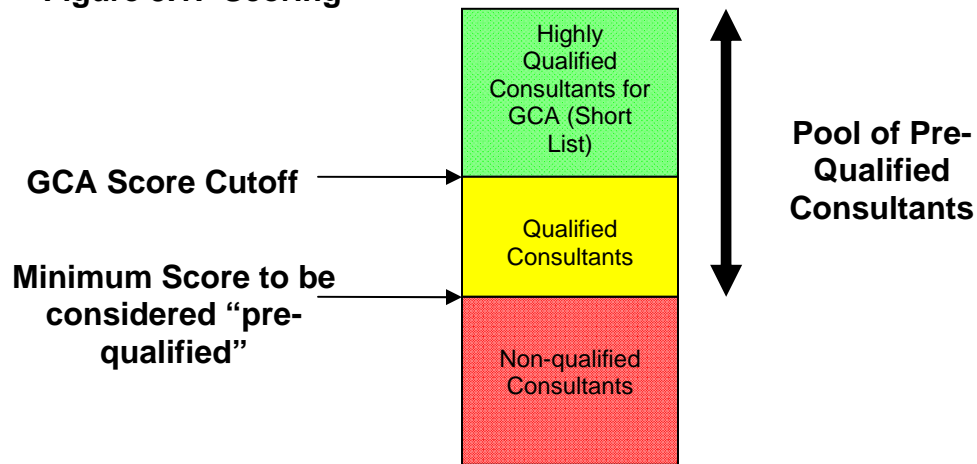 Highly
Qualified
Consultants for
GCA (Short
List)
Pool of Pre-
Qualified
Consultants
GCA Score Cutoff
Qualified
Consultants
Minimum Score to be
considered “pre-
qualified”
Non-qualified
Consultants